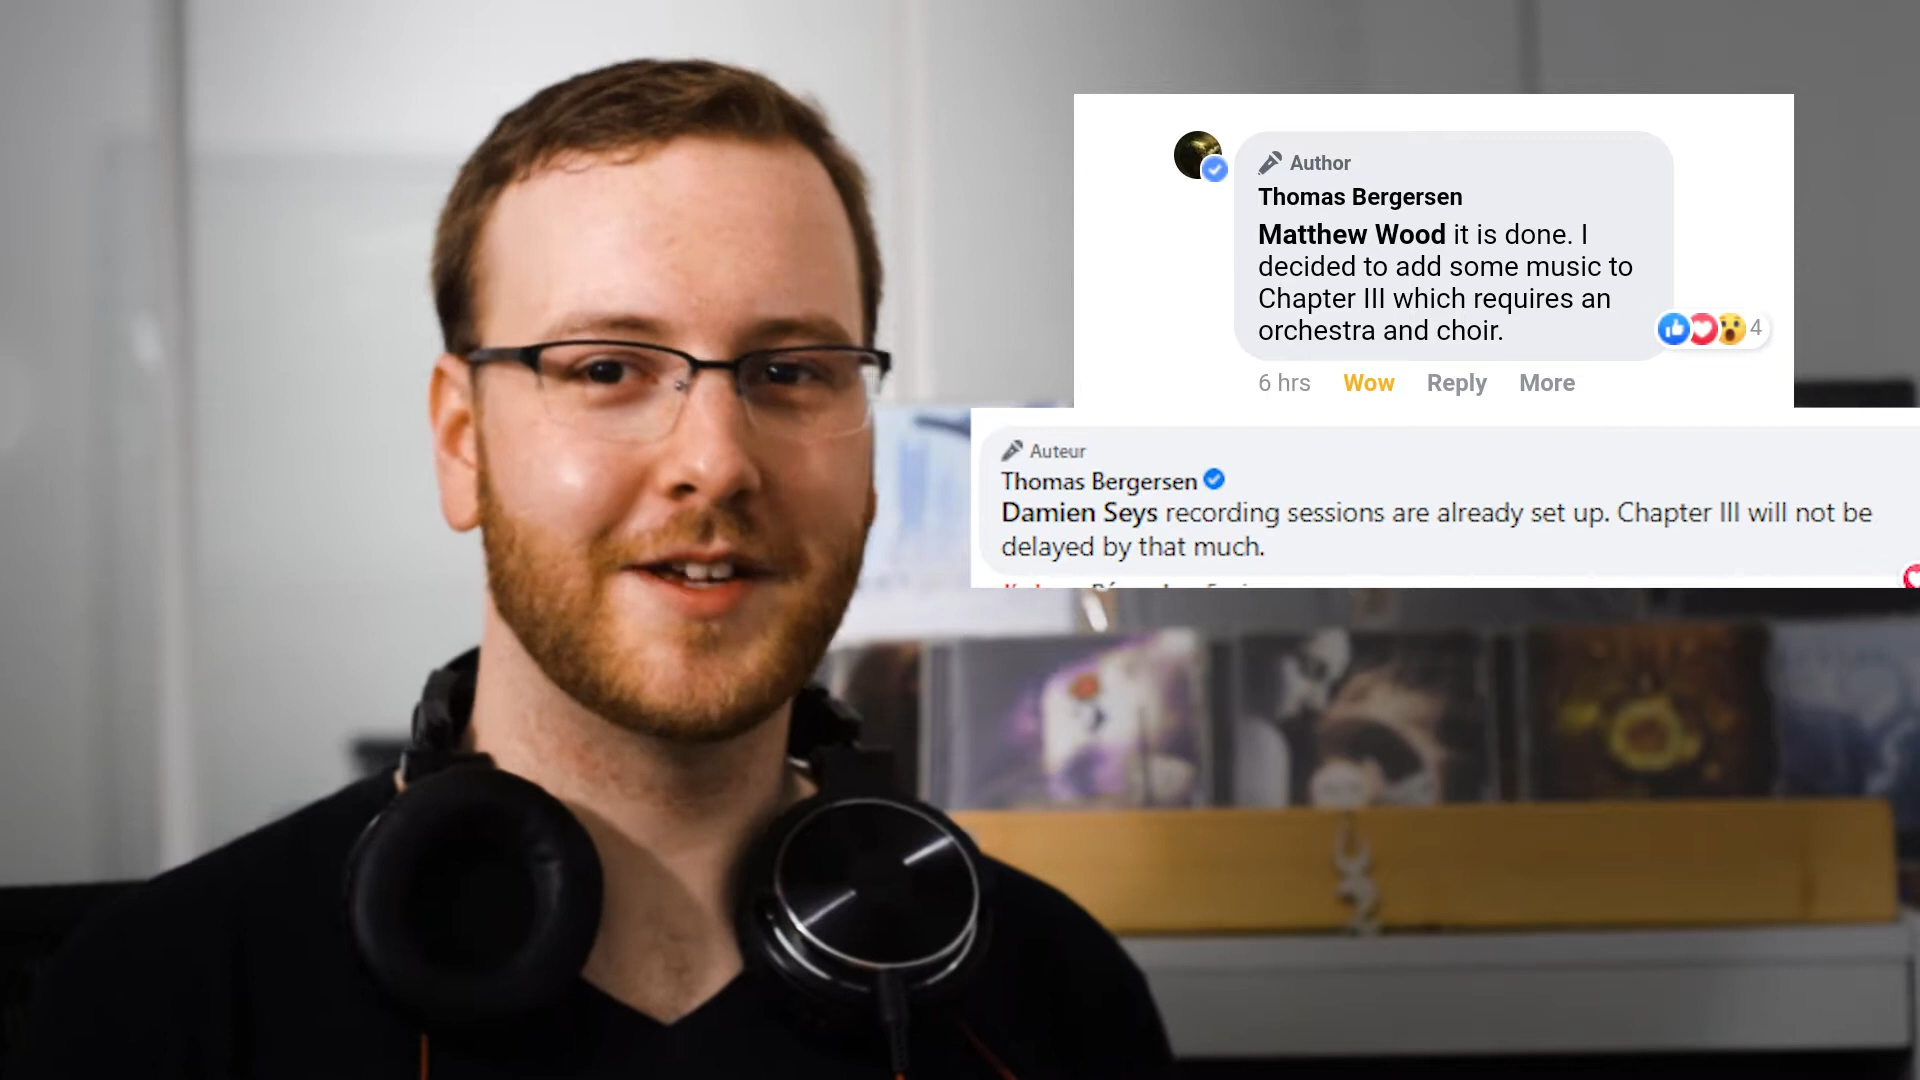 Author
Thomas Bergersen
Matthew Wood it is done. I
decided to add some music to
Chapter III which requires an
orchestra and choir.
4
6 hrs Wow Reply More
Auteur
Thomas Bergersen
Damien Seys recording sessions are already set up. Chapter III will not be
delayed by that much.